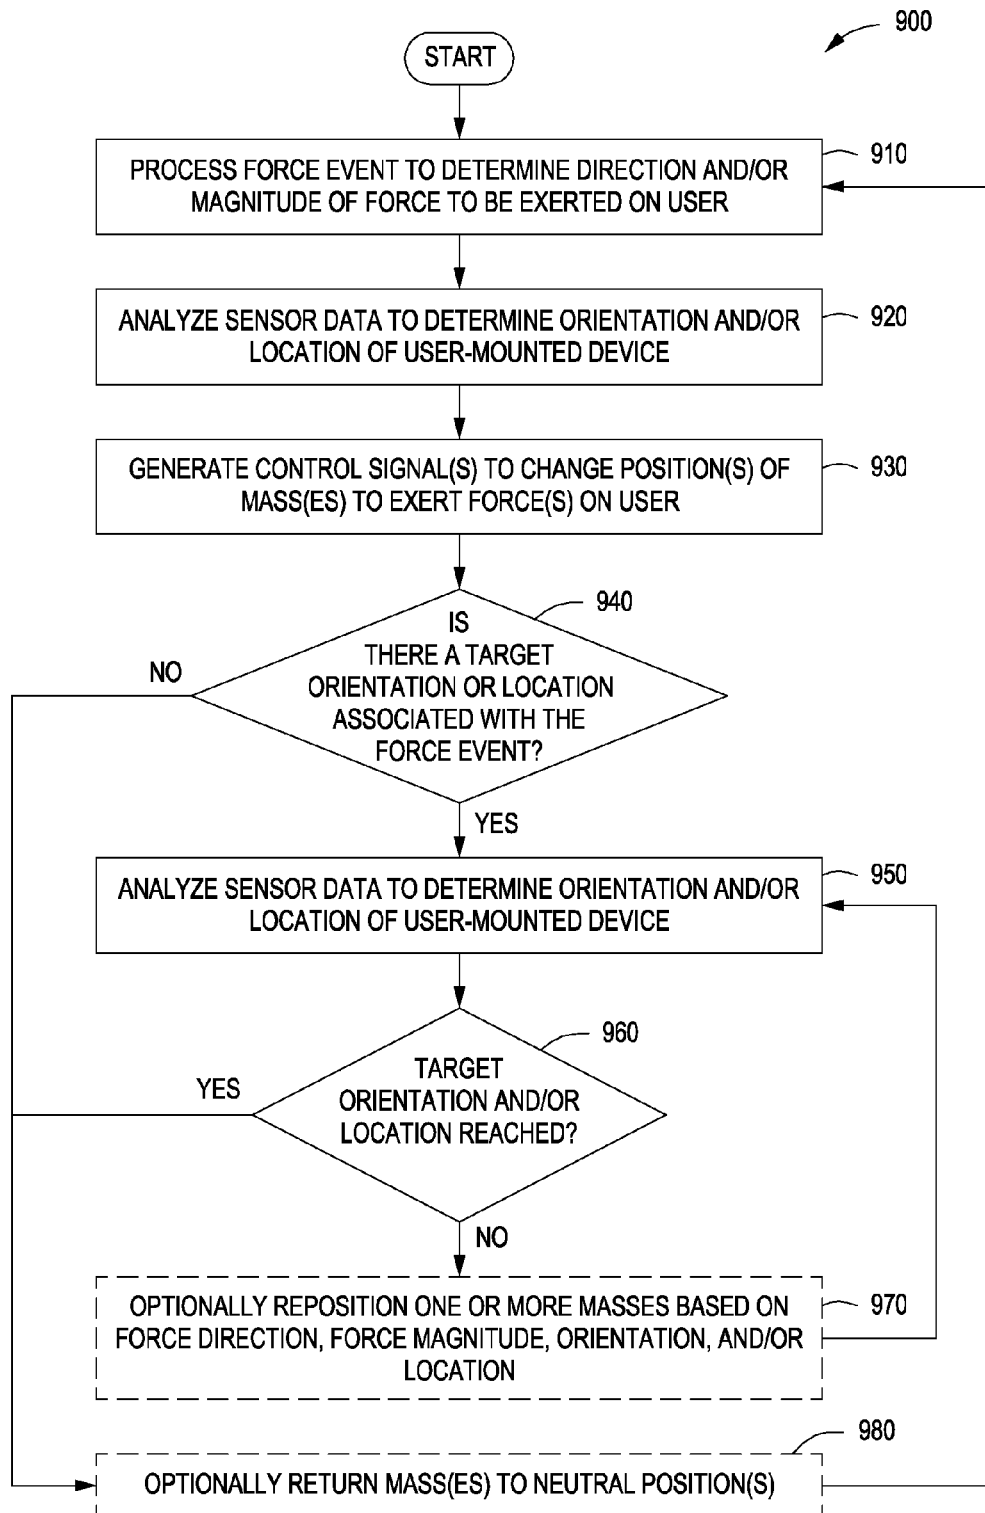 900
START
PROCESS FORCE EVENT TO DETERMINE DIRECTION AND/OR
MAGNITUDE OF FORCE TO BE EXERTED ON USER
910
ANALYZE SENSOR DATA TO DETERMINE ORIENTATION AND/OR
LOCATION OF USER-MOUNTED DEVICE
920
GENERATE CONTROL SIGNAL(S) TO CHANGE POSITION(S) OF
MASS(ES) TO EXERT FORCE(S) ON USER
930
940
IS
THERE A TARGET
ORIENTATION OR LOCATION
ASSOCIATED WITH THE
FORCE EVENT?
NO
YES
ANALYZE SENSOR DATA TO DETERMINE ORIENTATION AND/OR
LOCATION OF USER-MOUNTED DEVICE
950
960
TARGET
ORIENTATION AND/OR
LOCATION REACHED?
YES
NO
OPTIONALLY REPOSITION ONE OR MORE MASSES BASED ON
FORCE DIRECTION, FORCE MAGNITUDE, ORIENTATION, AND/OR
LOCATION
970
980
OPTIONALLY RETURN MASS(ES) TO NEUTRAL POSITION(S)